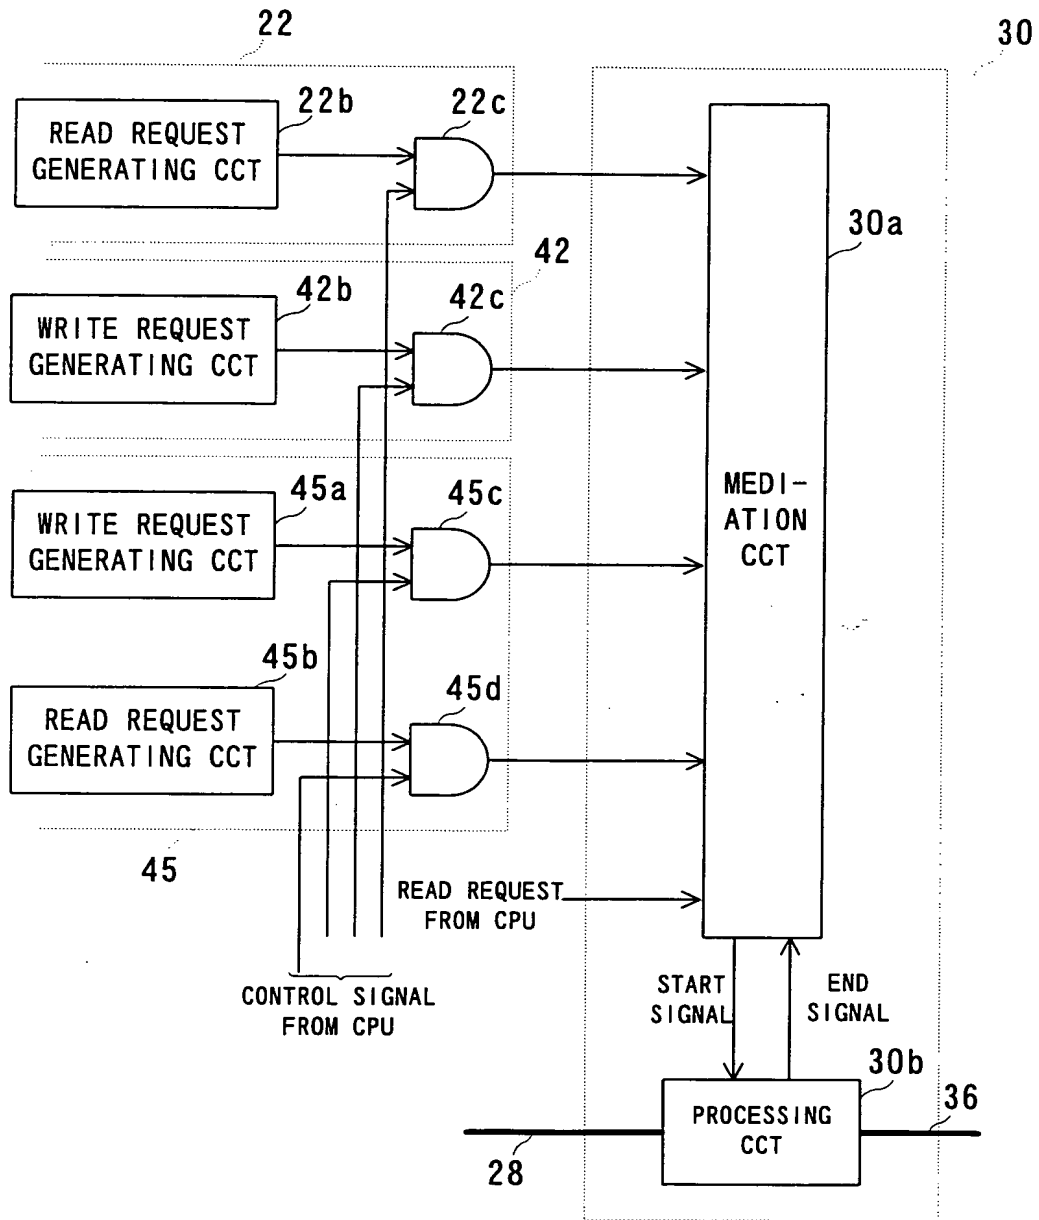 22
30
22b
22c
READ REQUEST
GENERATING CCT
30a
42
42b
42c
WRITE REQUEST
GENERATING CCT
45a
45c
WRITE REQUEST
GENERATING CCT
MEDI-
ATION
CCT
45b
45d
READ REQUEST
GENERATING CCT
45
READ REQUEST
FROM CPU
CONTROL SIGNAL
FROM CPU
START
SIGNAL
END
SIGNAL
30b
36
PROCESSING
CCT
28